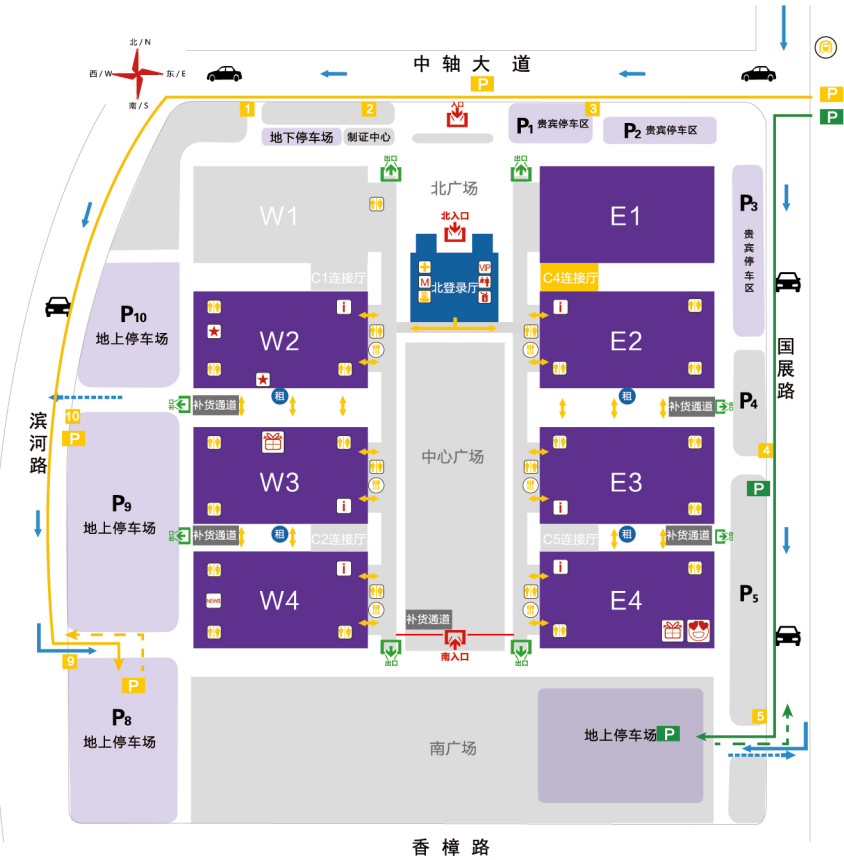 北/N
西/W
东/E
南/S
中轴大道
P
P
P
1
2
3
入口
地下停车场
制证中心
P1 贵宾停车区
P2 贵宾停车区
出口
出口
北广场
W1
E1
P3
贵宾停车区
北入口
C1连接厅
C4连接厅
VIP
M
北登录厅
P10
地上停车场
W2
E2
i
i
国展路
租
租
出口
补货通道
补货通道
出口
P4
10
P
滨河路
W3
中心广场
E3
4
P
P9
地上停车场
i
i
出口
补货通道
租
C2连接厅
C5连接厅
租
补货通道
出口
W4
i
i
E4
NEWS
P5
补货通道
出口
南入口
出口
9
P
P8
地上停车场
5
南广场
地上停车场
P
香樟路